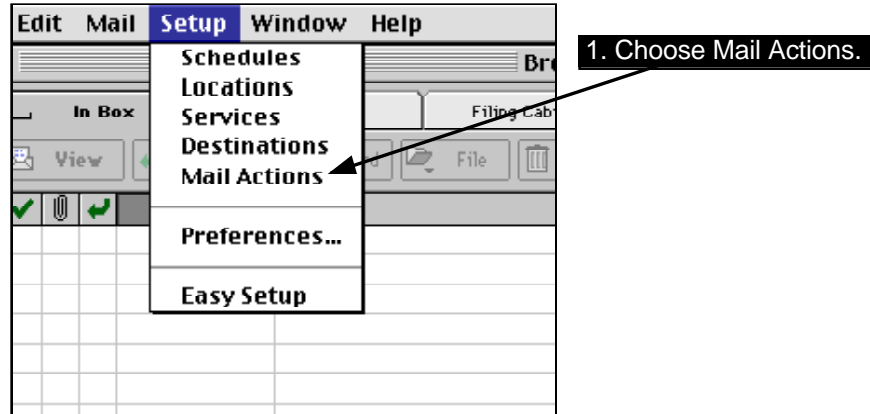 Edit Mail Setup Window Help
1. Choose Mail Actions.
Schedules
Locations
Services
Destinations
Mail Actions
Preferences...
Easy Setup
In Box
View
File